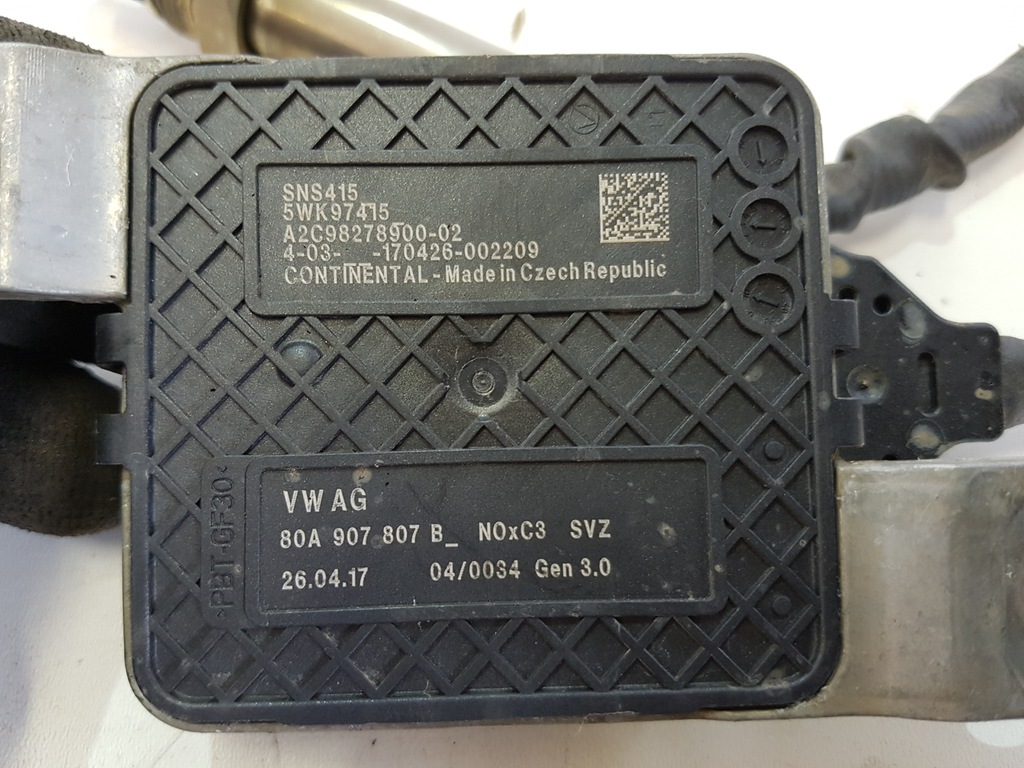 SNS415
5WK97415
A2C98278900-02
4-03-__-170426-002209
CONTINENTAL - Made in Czech Republic
>PBT-GF30<
VW AG
80A 907 807 B_ NOxC3 SVZ
26.04.17 04/0034 Gen 3.0